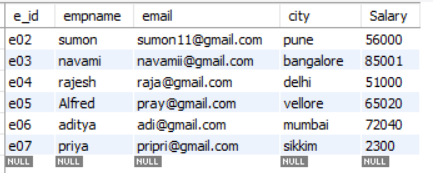 e_id empname email city Salary
e02 sumon sumon11@gmail.com pune 56000
e03 navami navamii@gmail.com bangalore 85001
e04 rajesh raja@gmail.com delhi 51000
e05 Alfred pray@gmail.com vellore 65020
e06 aditya adi@gmail.com mumbai 72040
e07 priya pripri@gmail.com sikkim 2300
NULL NULL NULL NULL NULL